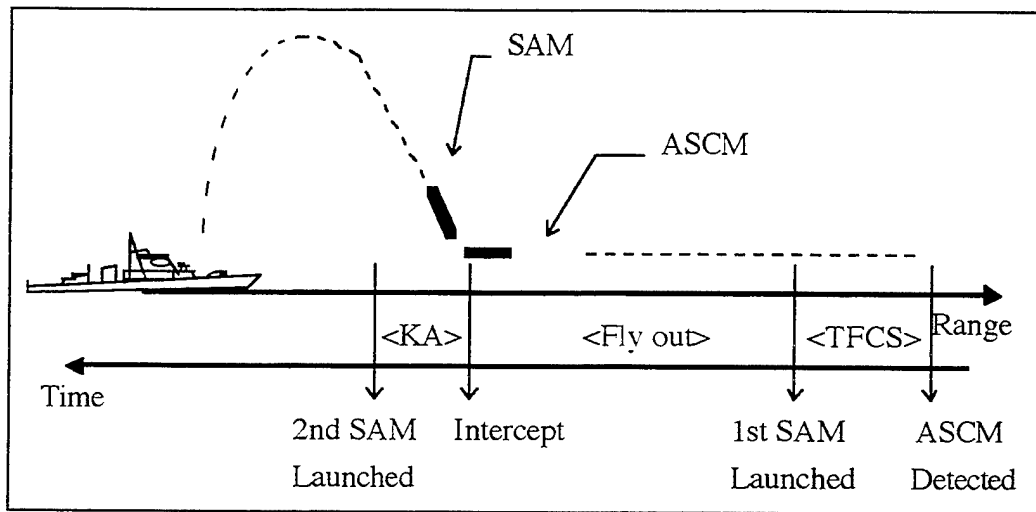 SAM
ASCM
<KA>
<Fly out>
<TFCS>
Range
Time
2nd SAM
Launched
Intercept
1st SAM
Launched
ASCM
Detected